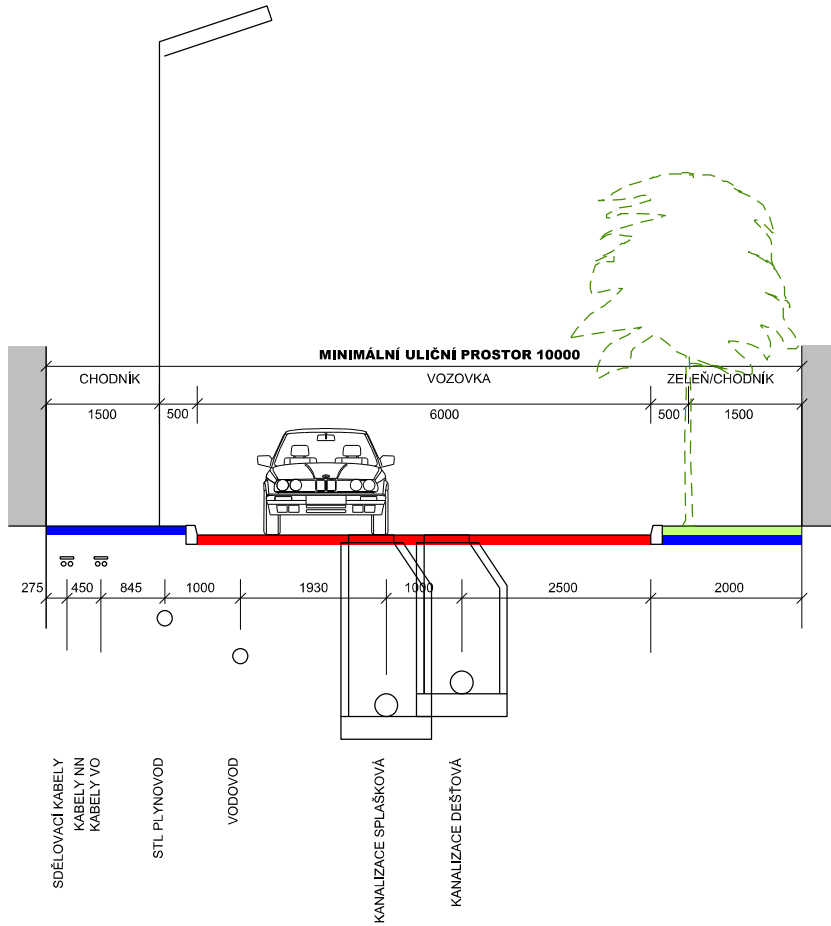 MINIMÁLNÍ ULIČNÍ PROSTOR 10000
CHODNÍK VOZOVKA ZELEŇ/CHODNÍK
1500 500 6000 500 1500
275 450 845 1000 1930 1000 2500 2000
SDĚLOVACÍ KABELY
KABELY NN
KABELY VO
STL PLYNOVOD
VODOVOD
KANALIZACE SPLAŠKOVÁ
KANALIZACE DEŠŤOVÁ